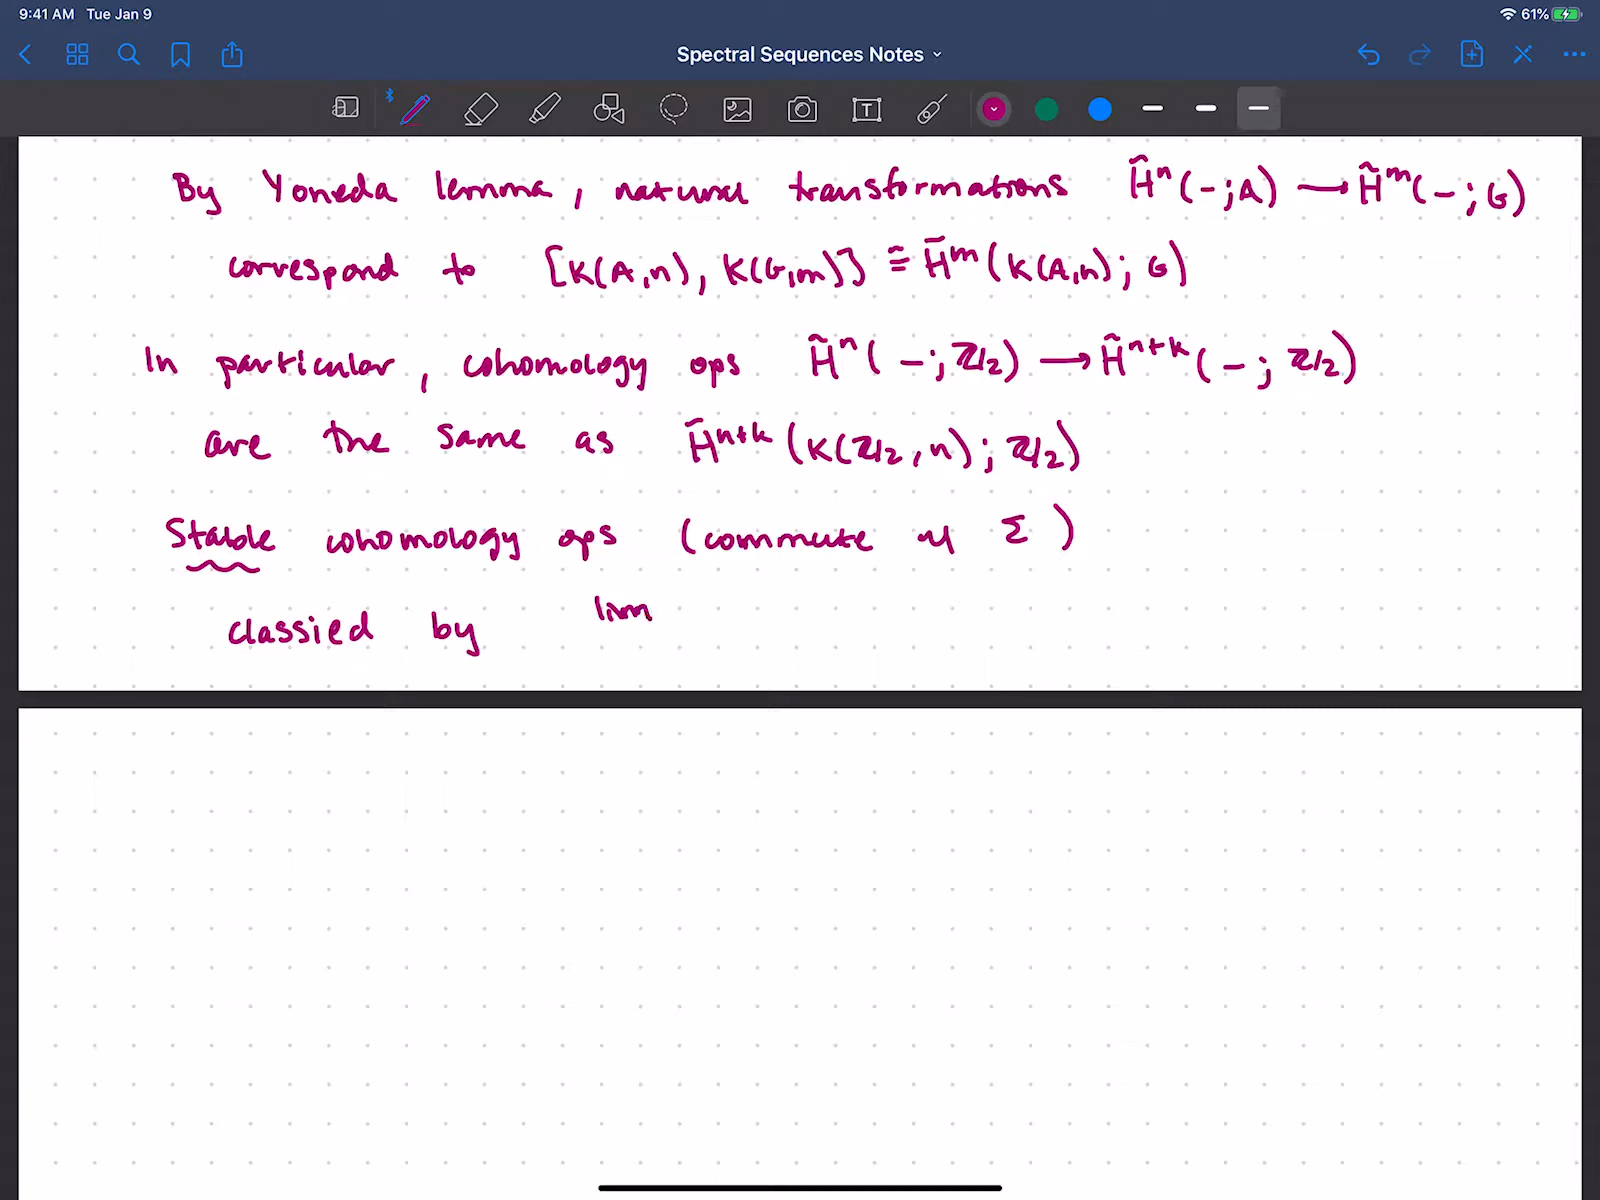 9:41 AM Tue Jan 9 61%
Spectral Sequences Notes
T
By Yoneda lemma, natural transformations H̃ⁿ(-;A) → H̃ᵐ(-;G)
correspond to [K(A,n), K(G,m)] ≅ H̃ᵐ(K(A,n);G)
In particular, cohomology ops H̃ⁿ(-;Z/2) → H̃ⁿ⁺ᵏ(-;Z/2)
are the same as H̃ⁿ⁺ᵏ(K(Z/2,n);Z/2)
Stable cohomology ops (commute w/ Σ)
classied by lim